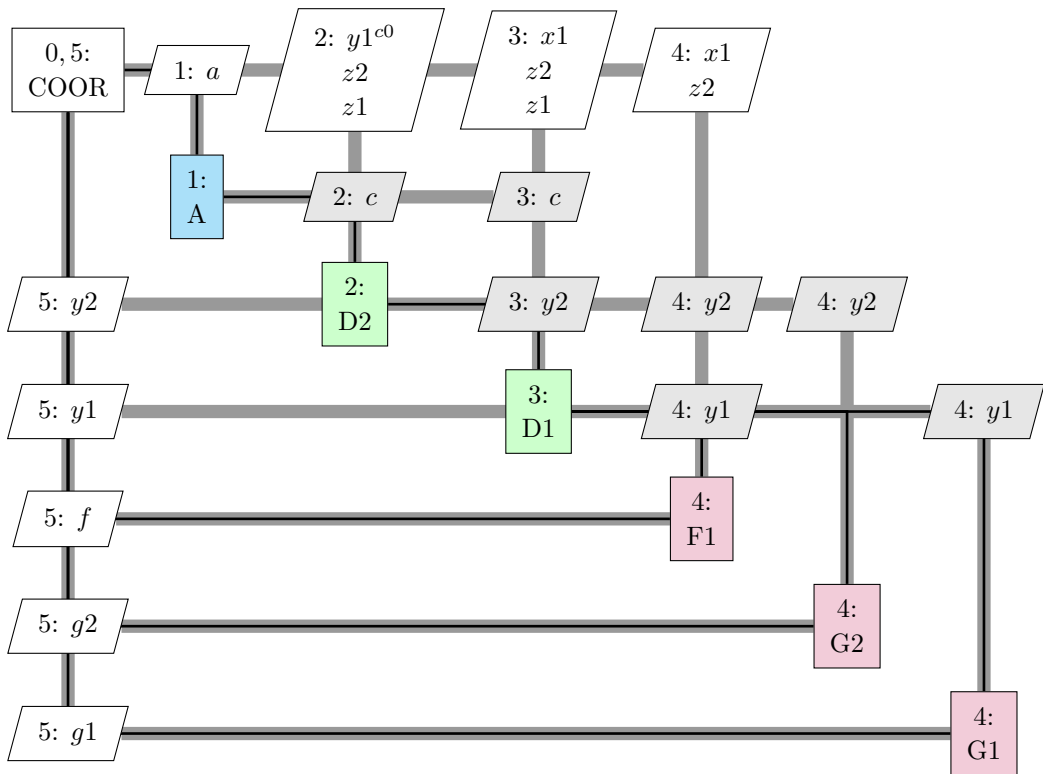 0, 5:
COOR
1: a
2: y1^{c0}
z2
z1
3: x1
z2
z1
4: x1
z2
1:
A
2: c
3: c
5: y2
2:
D2
3: y2
4: y2
4: y2
5: y1
3:
D1
4: y1
4: y1
5: f
4:
F1
5: g2
4:
G2
5: g1
4:
G1